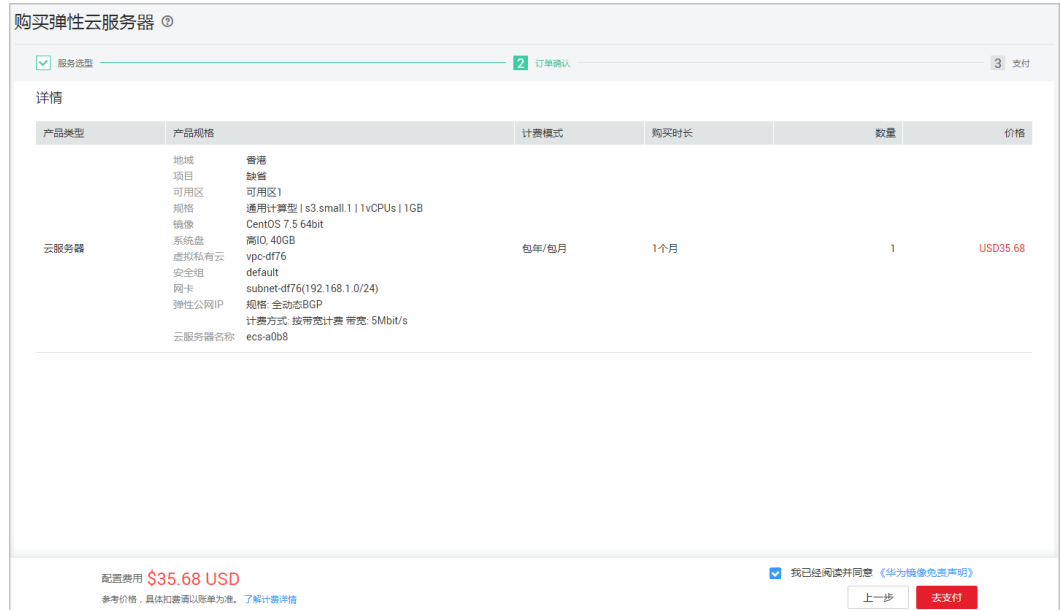 购买弹性云服务器 ?
服务选型 2 订单确认 3 支付
详情
产品类型 产品规格 计费模式 购买时长 数量 价格
地域 香港
项目 缺省
可用区 可用区1
规格 通用计算型 | s3.small.1 | 1vCPUs | 1GB
镜像 CentOS 7.5 64bit
系统盘 高IO, 40GB
云服务器 包年/包月 1个月 1 USD35.68
虚拟私有云 vpc-df76
安全组 default
网卡 subnet-df76(192.168.1.0/24)
弹性公网IP 规格: 全动态BGP
计费方式: 按带宽计费 带宽: 5Mbit/s
云服务器名称 ecs-a0b8
配置费用 $35.68 USD
参考价格，具体扣费请以账单为准。 了解计费详情
我已经阅读并同意 《华为镜像免责声明》
上一步 去支付